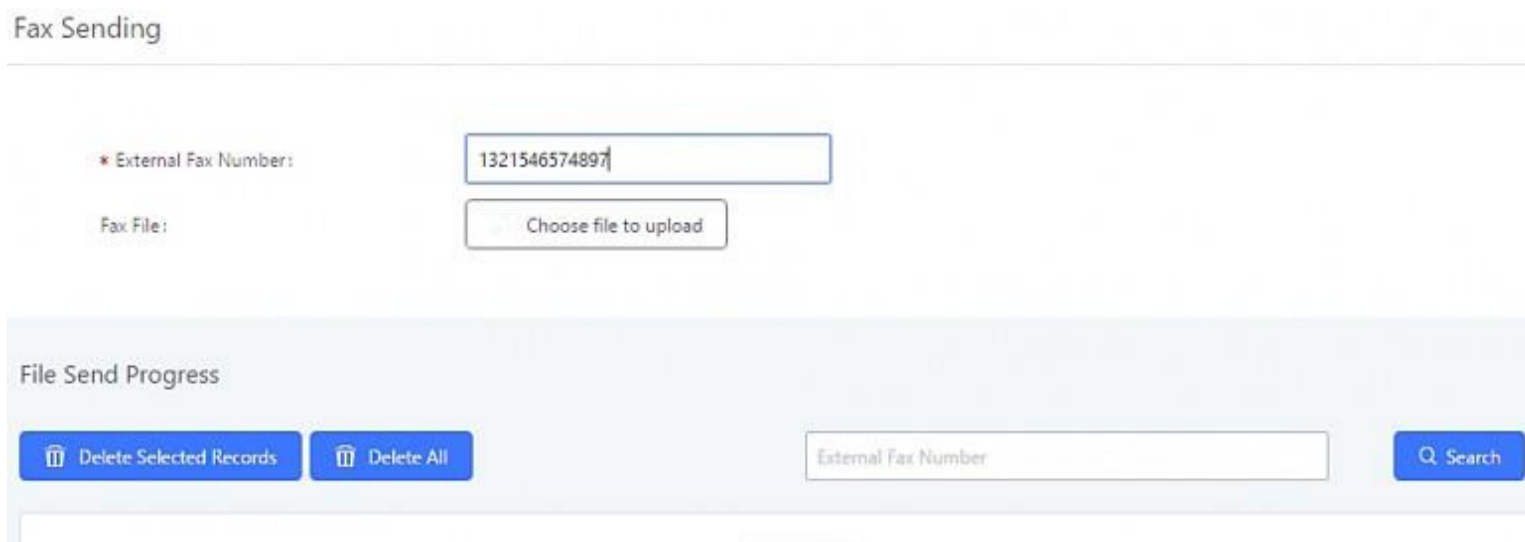 Fax Sending
* External Fax Number: 1321546574897
Fax File: Choose file to upload
File Send Progress
Delete Selected Records Delete All External Fax Number Search